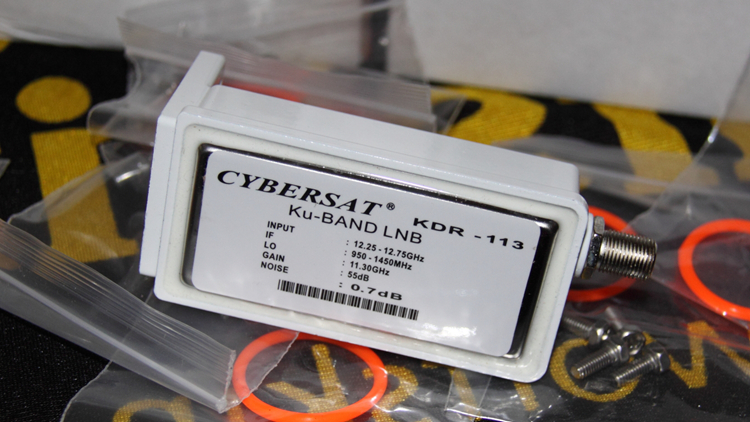 CYBERSAT®
Ku-BAND LNB KDR - 113
INPUT : 12.25 - 12.75GHz
IF : 950 - 1450MHz
LO : 11.30GHz
GAIN : 55dB
NOISE : 0.7dB